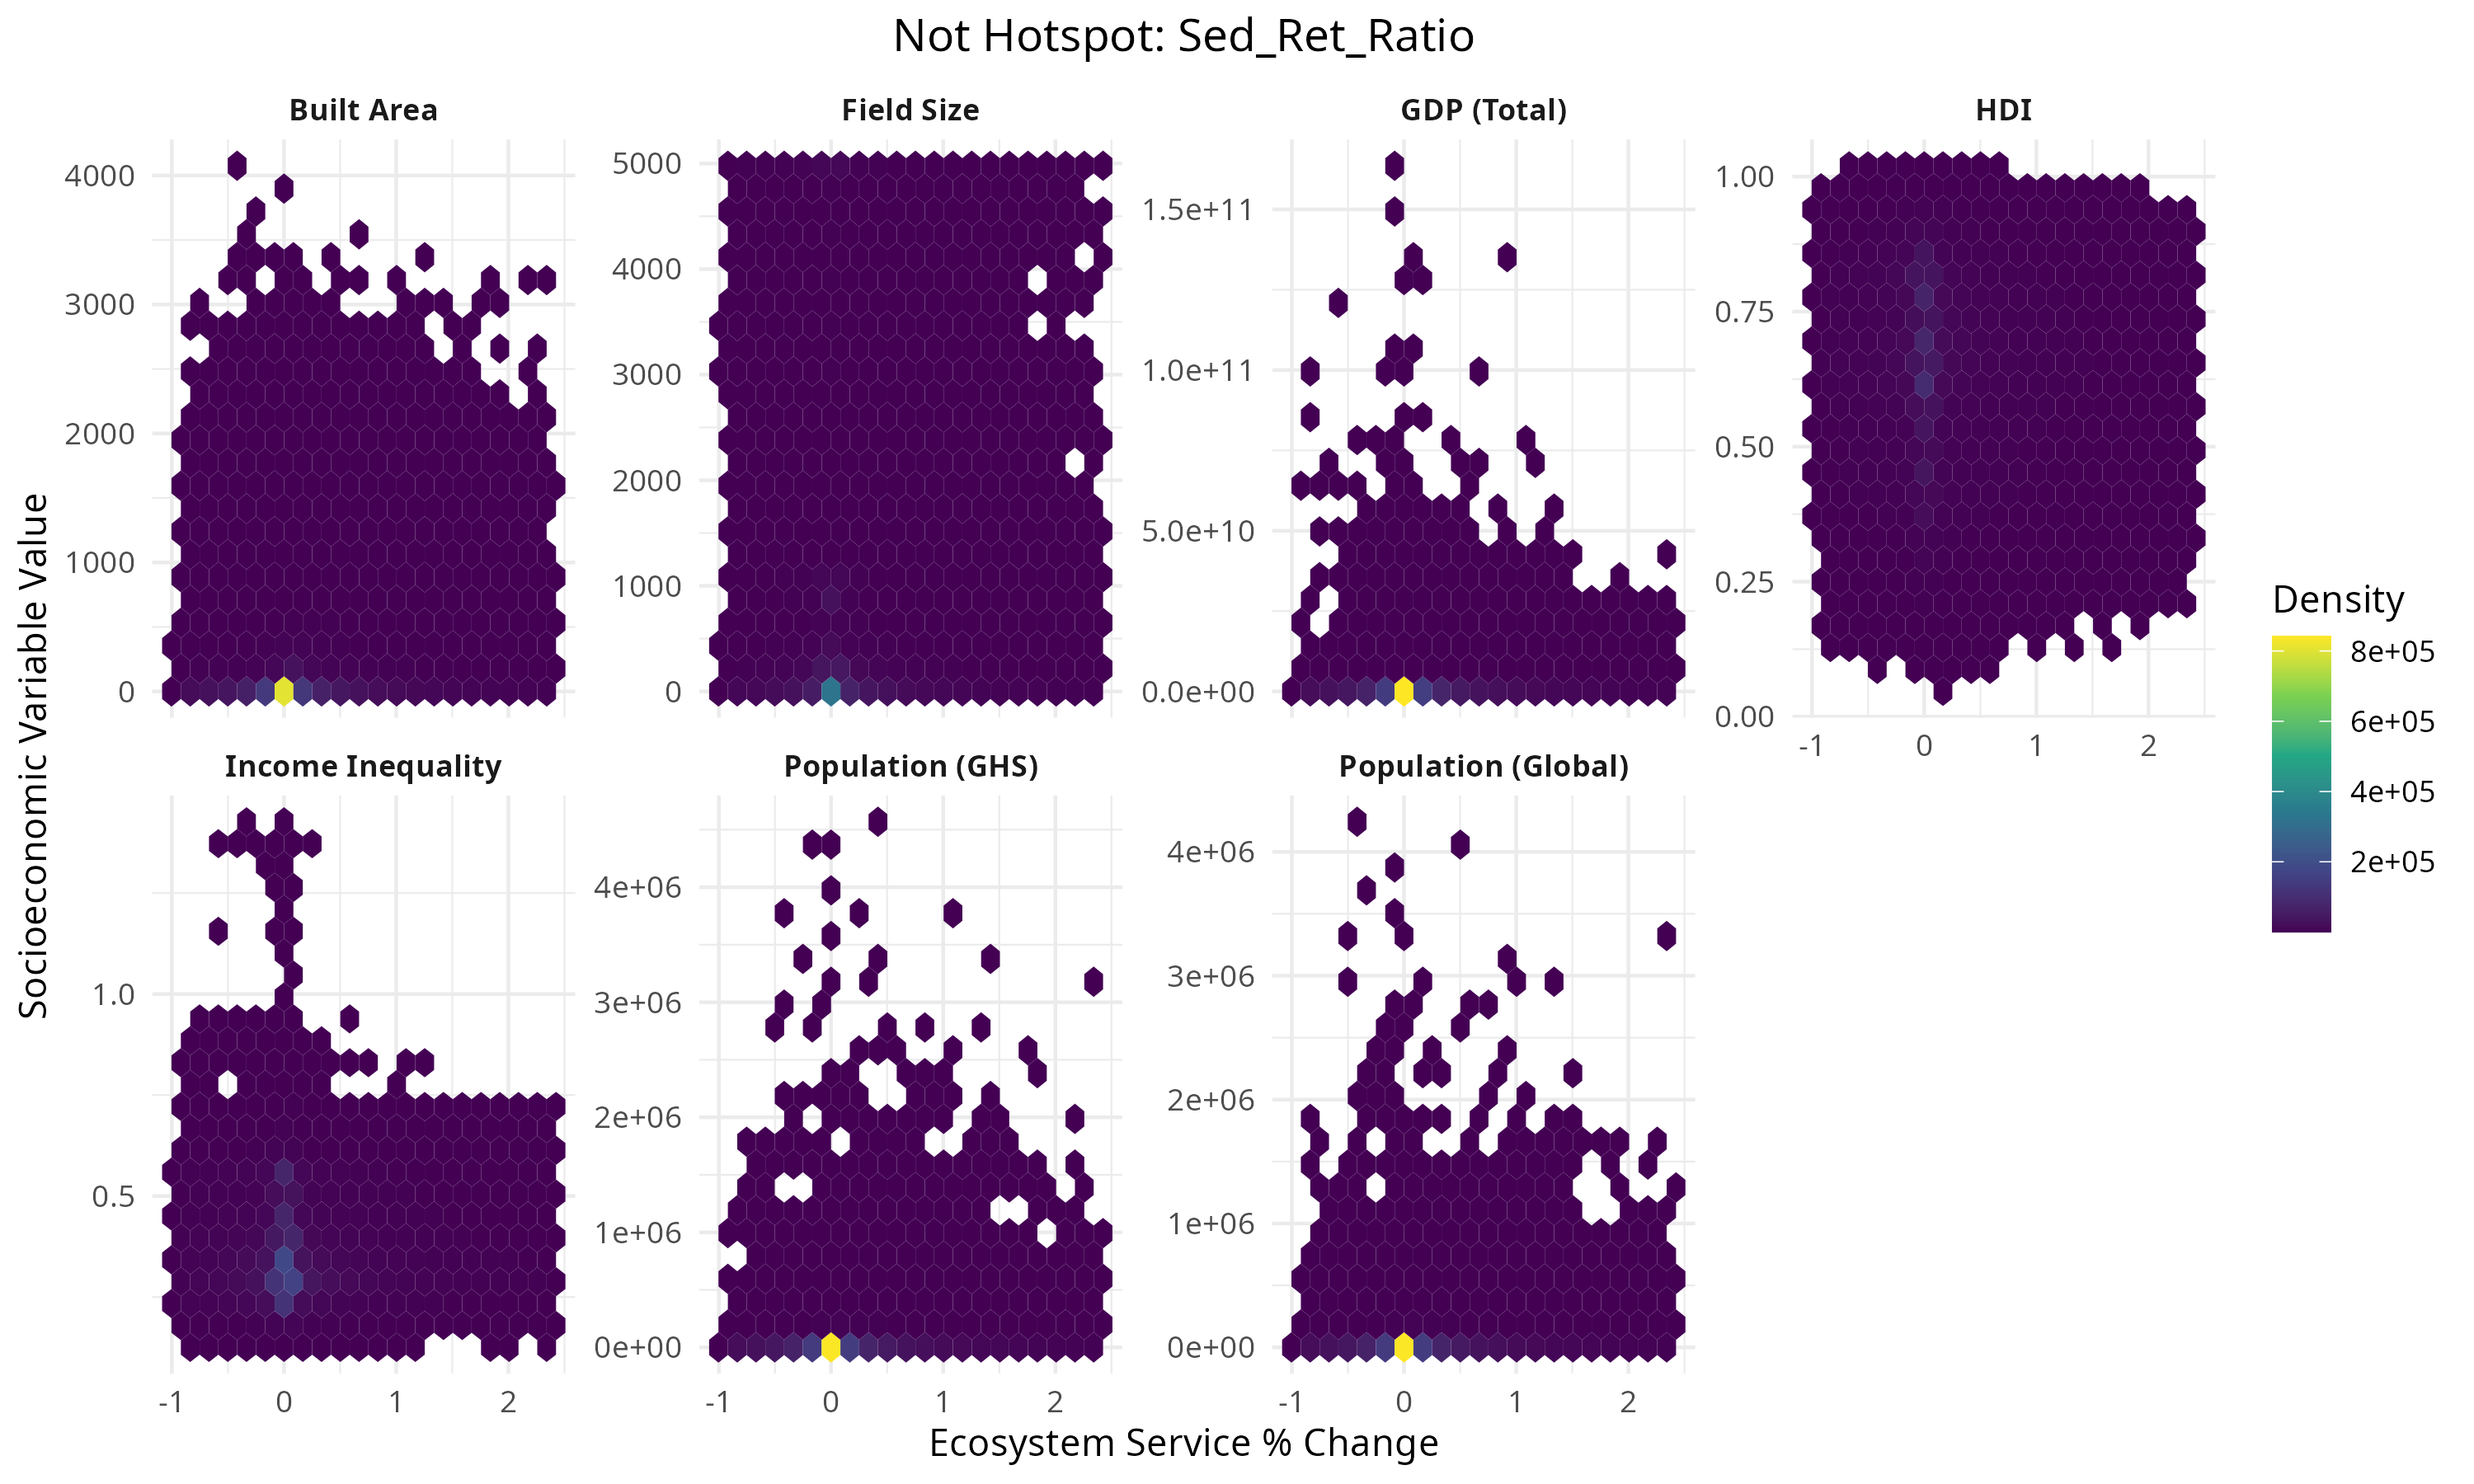 Not Hotspot: Sed_Ret_Ratio
Built Area
Field Size
GDP (Total)
HDI
4000
3000
2000
1000
0
5000
4000
3000
2000
1000
0
1.5e+11
1.0e+11
5.0e+10
0.0e+00
1.00
0.75
0.50
0.25
0.00
-1 0 1 2
Socioeconomic Variable Value
Income Inequality
Population (GHS)
Population (Global)
1.0
0.5
4e+06
3e+06
2e+06
1e+06
0e+00
4e+06
3e+06
2e+06
1e+06
0e+00
-1 0 1 2
-1 0 1 2
-1 0 1 2
Ecosystem Service % Change
Density
8e+05
6e+05
4e+05
2e+05